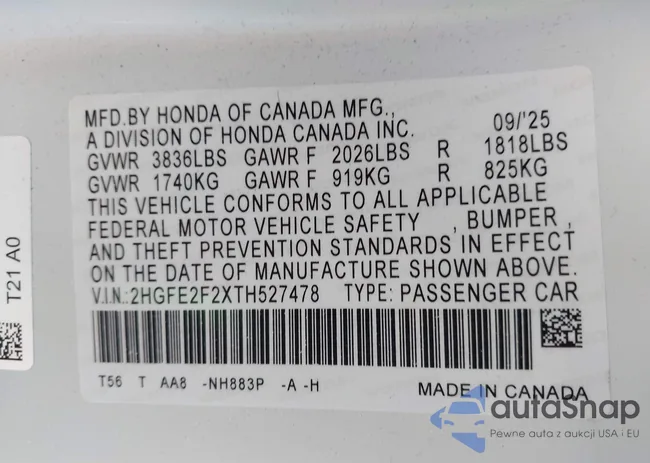 MFD.BY HONDA OF CANADA MFG.,
A DIVISION OF HONDA CANADA INC. 09/'25
GVWR 3836LBS GAWR F 2026LBS R 1818LBS
GVWR 1740KG GAWR F 919KG R 825KG
THIS VEHICLE CONFORMS TO ALL APPLICABLE
FEDERAL MOTOR VEHICLE SAFETY , BUMPER ,
AND THEFT PREVENTION STANDARDS IN EFFECT
ON THE DATE OF MANUFACTURE SHOWN ABOVE.
V.I.N.:2HGFE2F2XTH527478 TYPE: PASSENGER CAR
T56 T AA8 -NH883P -A -H MADE IN CANADA
T21 A0
autaSnap
Pewne auta z aukcji USA i EU